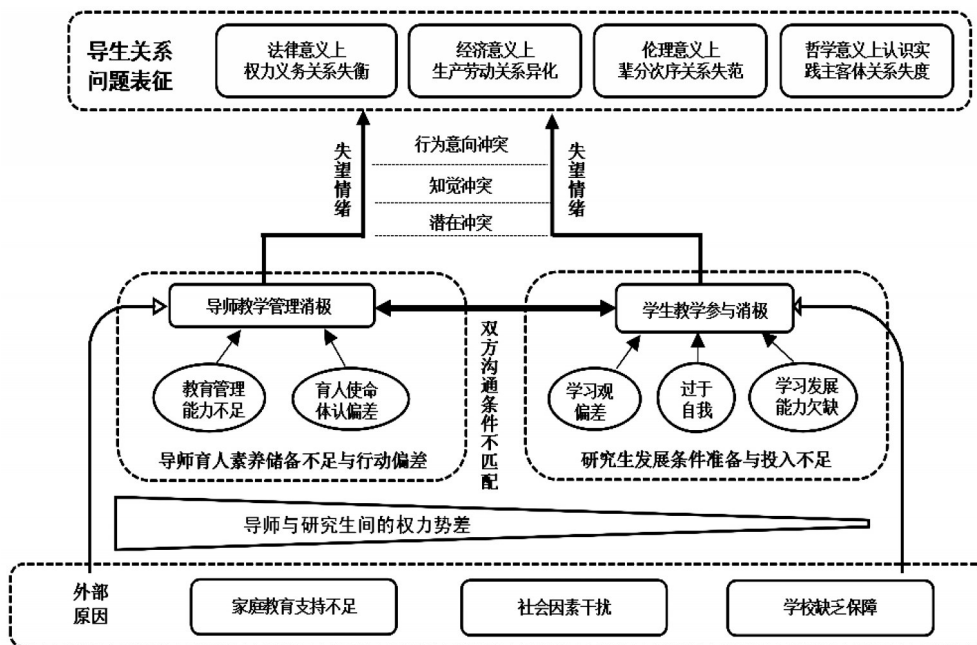 导生关系
问题表征
法律意义上
权力义务关系失衡
经济意义上
生产劳动关系异化
伦理意义上
辈分次序关系失范
哲学意义上认识实
践主客体关系失度
失望情绪
行为意向冲突
知觉冲突
潜在冲突
失望情绪
导师教学管理消极
学生教学参与消极
双方沟通条件不匹配
教育管理
能力不足
育人使命
体认偏差
学习观
偏差
过于
自我
学习发展
能力欠缺
导师育人素养储备不足与行动偏差
研究生发展条件准备与投入不足
导师与研究生间的权力势差
外部
原因
家庭教育支持不足
社会因素干扰
学校缺乏保障